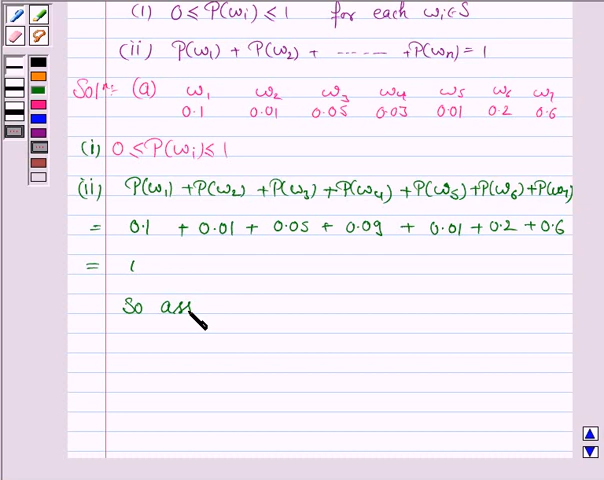 (i) 0 ≤ P(ωi) ≤ 1 for each ωi∈S
(ii) P(ω1) + P(ω2) + ...... + P(ωn) = 1
Solⁿ: (a) ω1 ω2 ω3 ω4 ω5 ω6 ω7
0.1 0.01 0.05 0.03 0.01 0.2 0.6
(i) 0 ≤ P(ωi) ≤ 1
(ii) P(ω1) + P(ω2) + P(ω3) + P(ω4) + P(ω5) + P(ω6) + P(ω7)
= 0.1 + 0.01 + 0.05 + 0.09 + 0.01 + 0.2 + 0.6
= 1
So ass